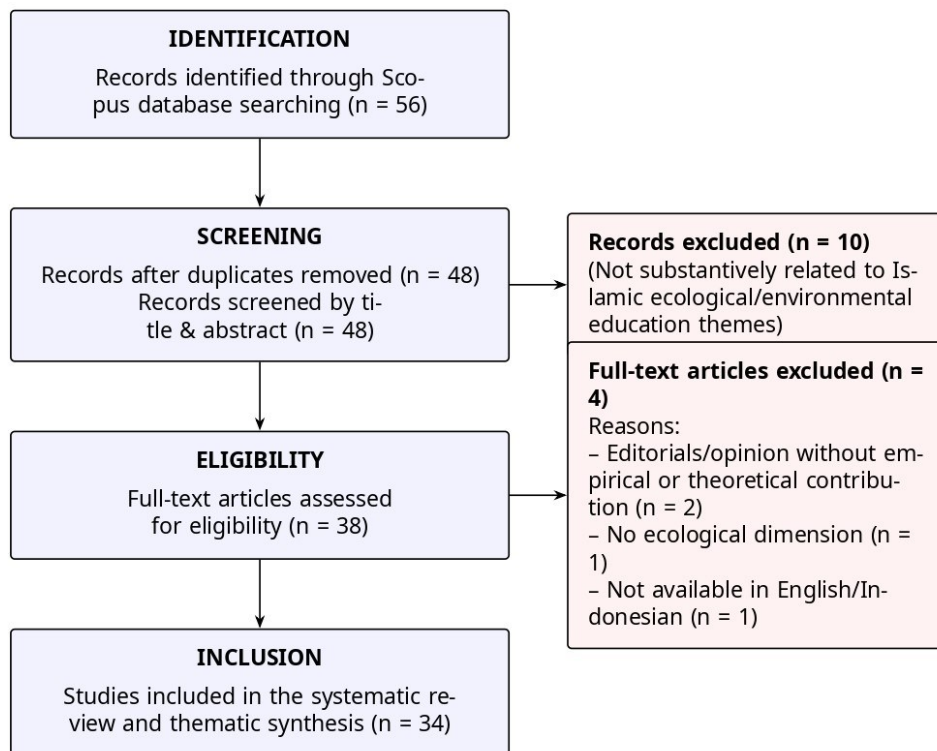 IDENTIFICATION
Records identified through Sco-
pus database searching (n = 56)
SCREENING
Records after duplicates removed (n = 48)
Records screened by ti-
tle & abstract (n = 48)
Records excluded (n = 10)
(Not substantively related to Is-
lamic ecological/environmental
education themes)
ELIGIBILITY
Full-text articles assessed
for eligibility (n = 38)
Full-text articles excluded (n =
4)
Reasons:
– Editorials/opinion without em-
pirical or theoretical contribu-
tion (n = 2)
– No ecological dimension (n =
1)
– Not available in English/In-
donesian (n = 1)
INCLUSION
Studies included in the systematic re-
view and thematic synthesis (n = 34)